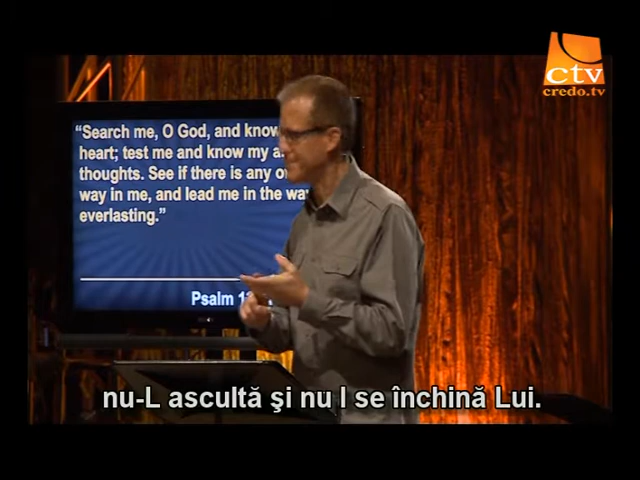 ctv
credo.tv
“Search me, O God, and know
heart; test me and know my
thoughts. See if there is any
way in me, and lead me in the way
everlasting.”
Psalm
nu-L ascultă şi nu I se închină Lui.